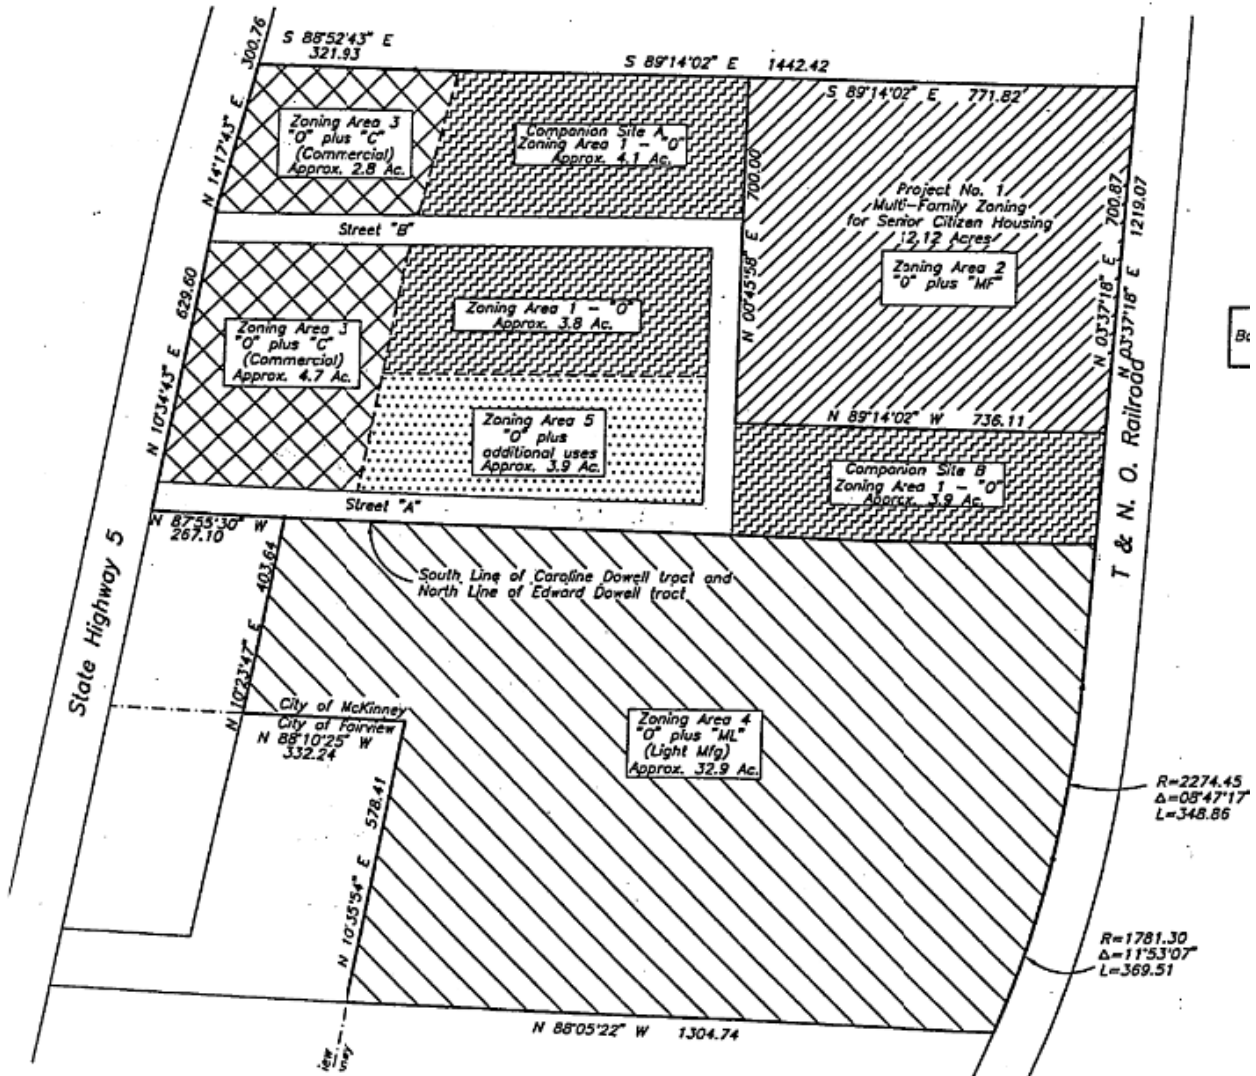 300.76
S 88°52'43" E
321.93
S 89°14'02" E 1442.42
S 89°14'02" E 771.82'
N 14°17'43" E
Zoning Area 3
"O" plus "C"
(Commercial)
Approx. 2.8 Ac.
Companion Site A
Zoning Area 1 - "O"
Approx. 4.1 Ac.
700.00
N 00°45'58" E
Project No. 1
Multi-Family Zoning
for Senior Citizen Housing
12.12 Acres
Zoning Area 2
"O" plus "MF"
700.87
N 03°37'18" E
1219.07
N 03°37'18" E
Street "B"
629.60
N 10°34'43" E
Zoning Area 3
"O" plus "C"
(Commercial)
Approx. 4.7 Ac.
Zoning Area 1 - "O"
Approx. 3.8 Ac.
Zoning Area 5
"O" plus
additional uses
Approx. 3.9 Ac.
N 89°14'02" W 736.11
Companion Site B
Zoning Area 1 - "O"
Approx. 3.9 Ac.
T & N. O. Railroad
Street "A"
N 87°55'30" W
267.10
State Highway 5
403.64
N 10°23'47" E
South Line of Caroline Dowell tract and
North Line of Edward Dowell tract
City of McKinney
City of Fairview
N 88°10'25" W
332.24
Zoning Area 4
"O" plus "ML"
(Light Mfg)
Approx. 32.9 Ac.
578.41
N 10°35'54" E
R=2274.45
Δ=08°47'17"
L=348.86
R=1781.30
Δ=11°53'07"
L=369.51
N 88°05'22" W 1304.74